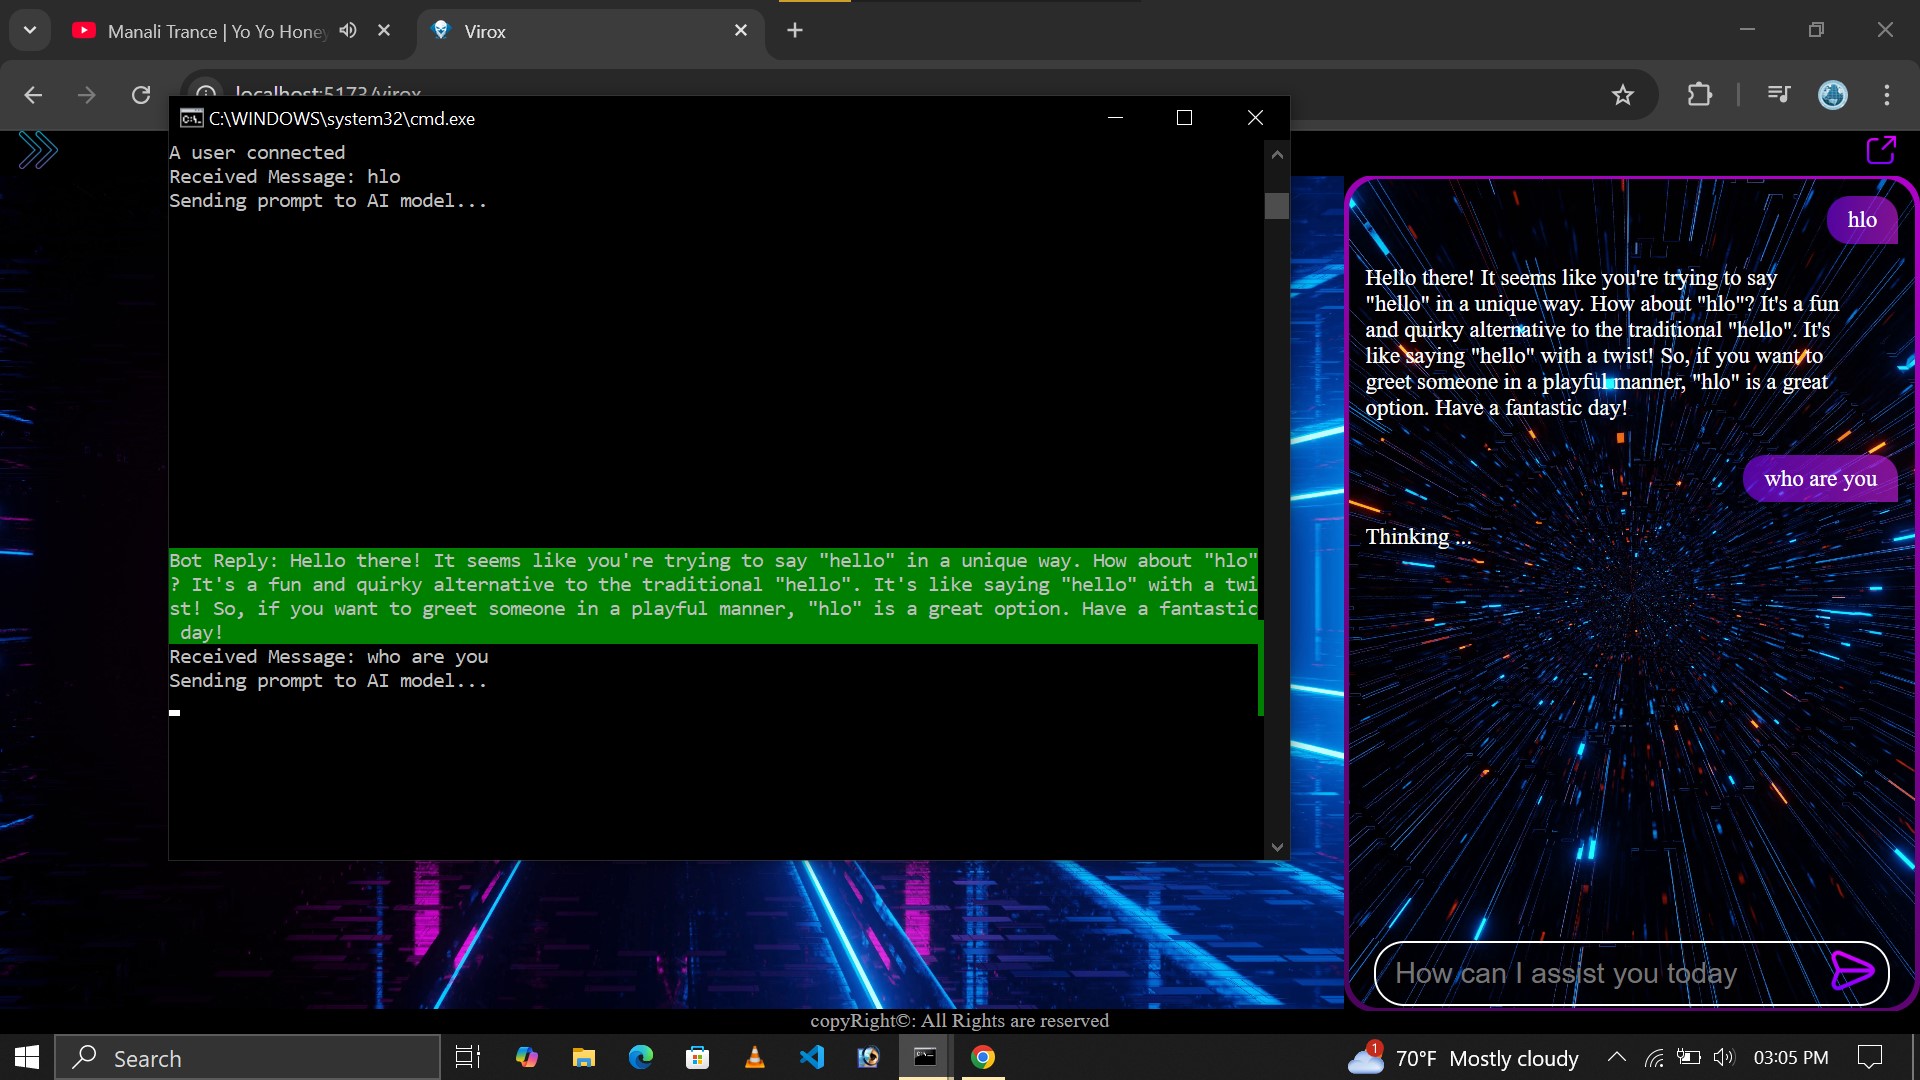 Manali Trance | Yo Yo Honey
Virox
localhost:5173/virox
C:\WINDOWS\system32\cmd.exe
A user connected
Received Message: hlo
Sending prompt to AI model...
Bot Reply: Hello there! It seems like you're trying to say "hello" in a unique way. How about "hlo"
? It's a fun and quirky alternative to the traditional "hello". It's like saying "hello" with a twi
st! So, if you want to greet someone in a playful manner, "hlo" is a great option. Have a fantastic
day!
Received Message: who are you
Sending prompt to AI model...
hlo
Hello there! It seems like you're trying to say
"hello" in a unique way. How about "hlo"? It's a fun
and quirky alternative to the traditional "hello". It's
like saying "hello" with a twist! So, if you want to
greet someone in a playful manner, "hlo" is a great
option. Have a fantastic day!
who are you
Thinking ...
How can I assist you today
copyRight©: All Rights are reserved
Search
1
70°F Mostly cloudy
03:05 PM